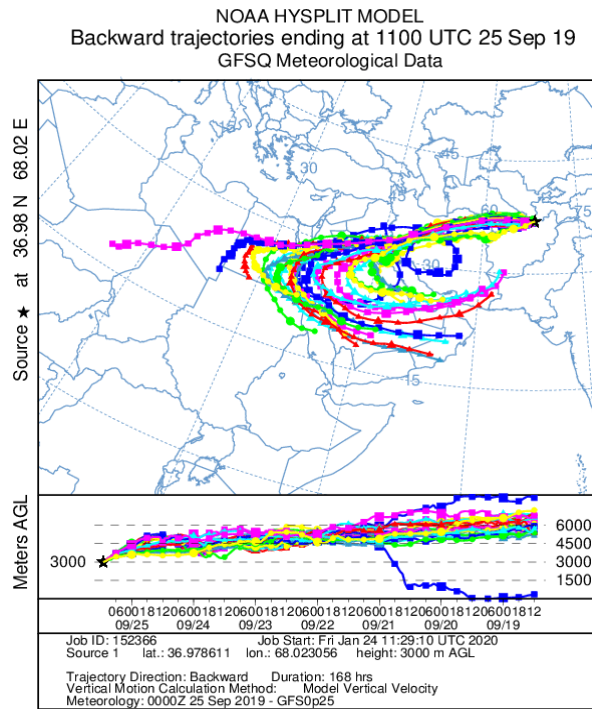 NOAA HYSPLIT MODEL
Backward trajectories ending at 1100 UTC 25 Sep 19
GFSQ Meteorological Data
Source ★ at 36.98 N 68.02 E
30
45
45
60
75
30
15
Meters AGL
3000
6000
4500
3000
1500
06001812060018120600181206001812060018120600181206001812
09/25 09/24 09/23 09/22 09/21 09/20 09/19
Job ID: 152366 Job Start: Fri Jan 24 11:29:10 UTC 2020
Source 1 lat.: 36.978611 lon.: 68.023056 height: 3000 m AGL
Trajectory Direction: Backward Duration: 168 hrs
Vertical Motion Calculation Method: Model Vertical Velocity
Meteorology: 0000Z 25 Sep 2019 - GFS0p25